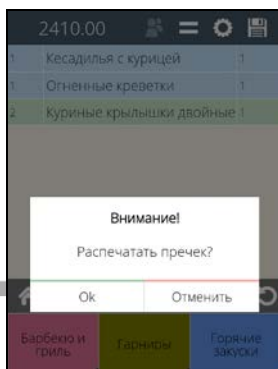 2410.00
1 Кесадилья с курицей 1
1 Огненные креветки 1
2 Куриные крылышки двойные 1
Внимание!
Распечатать пречек?
Ok Отменить
Барбекю и гриль Гарниры Горячие закуски